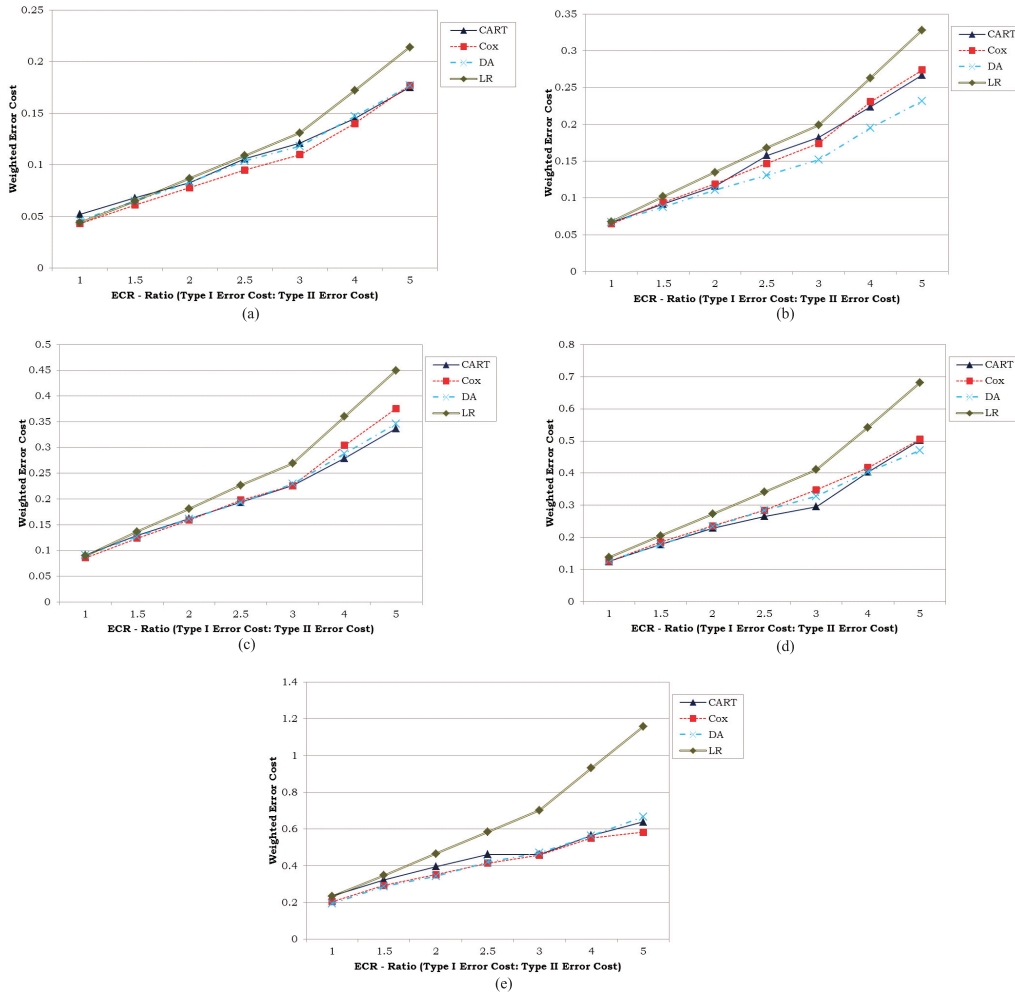 0.25
0.2
0.15
0.1
0.05
0
Weighted Error Cost
1 1.5 2 2.5 3 4 5
ECR - Ratio (Type I Error Cost: Type II Error Cost)
CART
Cox
DA
LR
(a)
0.35
0.3
0.25
0.2
0.15
0.1
0.05
0
Weighted Error Cost
1 1.5 2 2.5 3 4 5
ECR - Ratio (Type I Error Cost: Type II Error Cost)
CART
Cox
DA
LR
(b)
0.5
0.45
0.4
0.35
0.3
0.25
0.2
0.15
0.1
0.05
0
Weighted Error Cost
1 1.5 2 2.5 3 4 5
ECR - Ratio (Type I Error Cost: Type II Error Cost)
CART
Cox
DA
LR
(c)
0.8
0.7
0.6
0.5
0.4
0.3
0.2
0.1
0
Weighted Error Cost
1 1.5 2 2.5 3 4 5
ECR - Ratio (Type I Error Cost: Type II Error Cost)
CART
Cox
DA
LR
(d)
1.4
1.2
1
0.8
0.6
0.4
0.2
0
Weighted Error Cost
1 1.5 2 2.5 3 4 5
ECR - Ratio (Type I Error Cost: Type II Error Cost)
CART
Cox
DA
LR
(e)